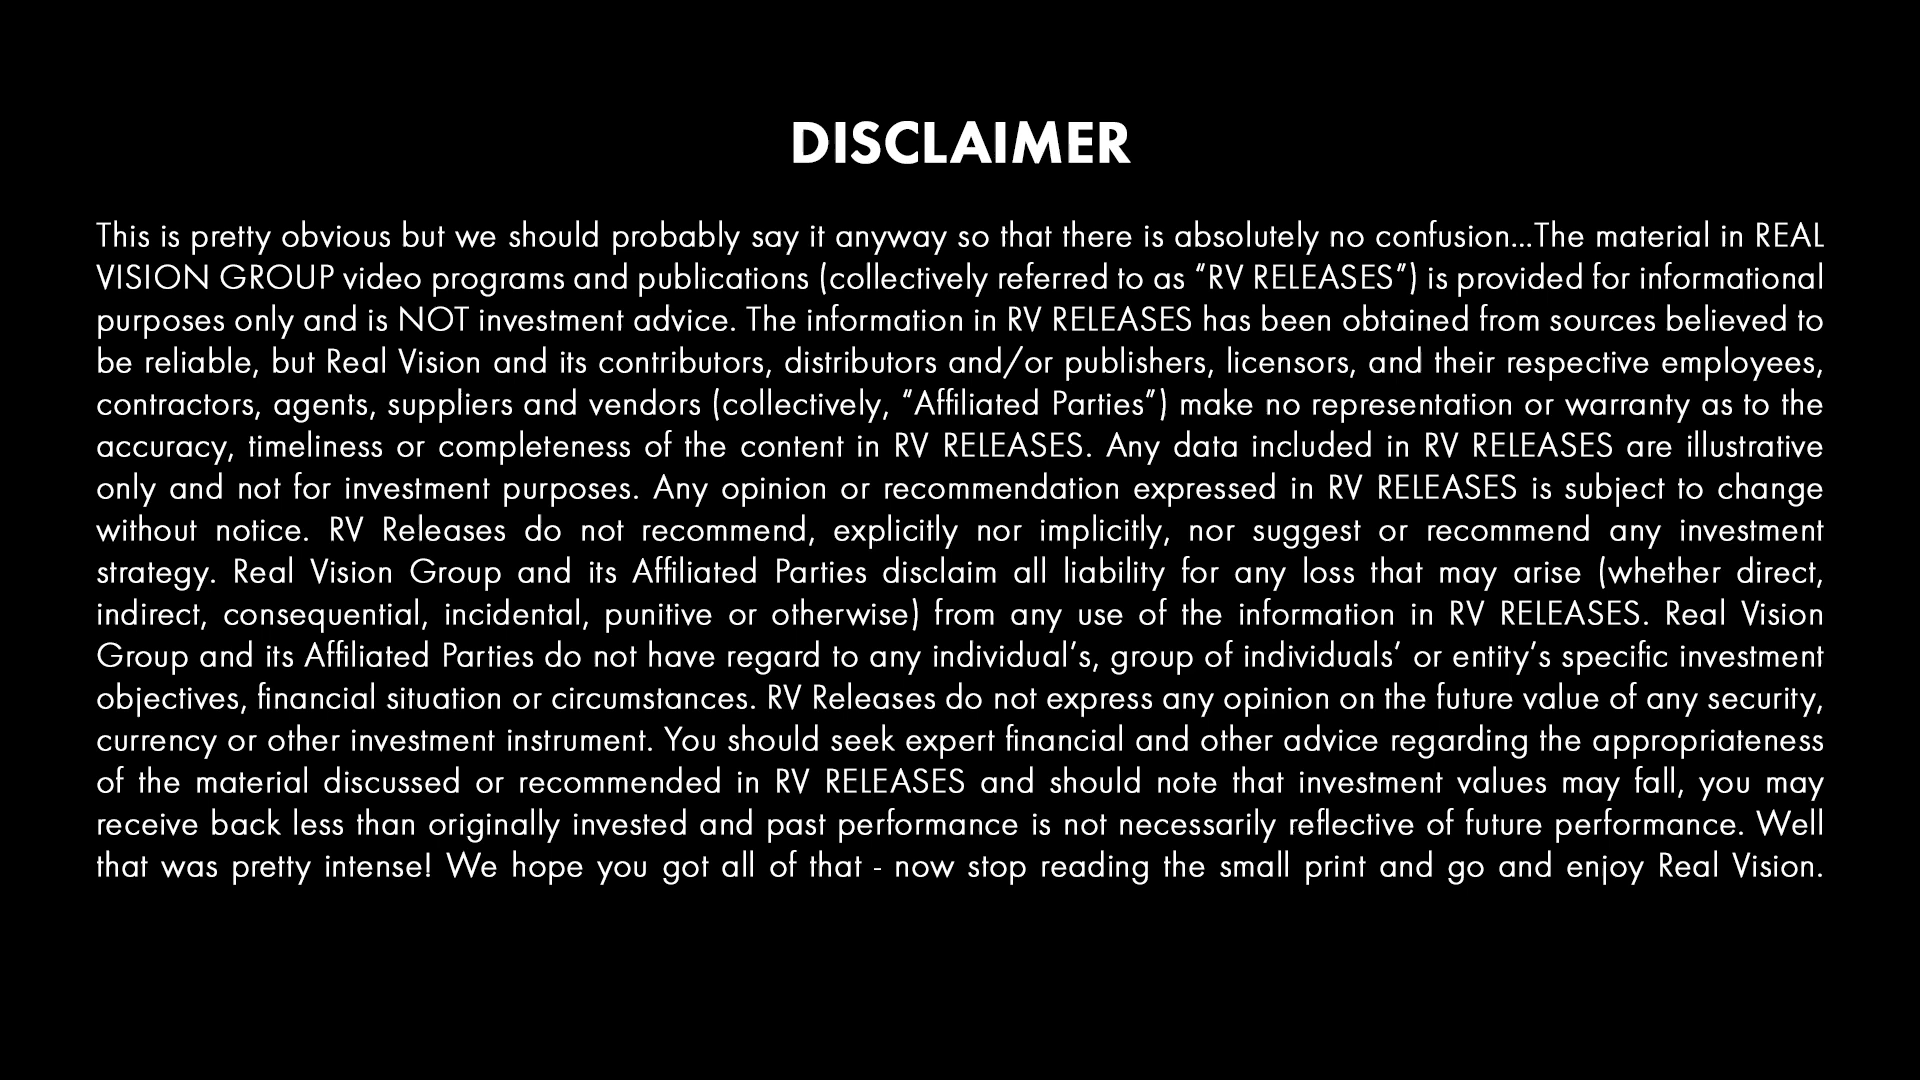 DISCLAIMER
This is pretty obvious but we should probably say it anyway so that there is absolutely no confusion...The material in REAL
VISION GROUP video programs and publications (collectively referred to as “RV RELEASES”) is provided for informational
purposes only and is NOT investment advice. The information in RV RELEASES has been obtained from sources believed to
be reliable, but Real Vision and its contributors, distributors and/or publishers, licensors, and their respective employees,
contractors, agents, suppliers and vendors (collectively, “Affiliated Parties”) make no representation or warranty as to the
accuracy, timeliness or completeness of the content in RV RELEASES. Any data included in RV RELEASES are illustrative
only and not for investment purposes. Any opinion or recommendation expressed in RV RELEASES is subject to change
without notice. RV Releases do not recommend, explicitly nor implicitly, nor suggest or recommend any investment
strategy. Real Vision Group and its Affiliated Parties disclaim all liability for any loss that may arise (whether direct,
indirect, consequential, incidental, punitive or otherwise) from any use of the information in RV RELEASES. Real Vision
Group and its Affiliated Parties do not have regard to any individual’s, group of individuals’ or entity’s specific investment
objectives, financial situation or circumstances. RV Releases do not express any opinion on the future value of any security,
currency or other investment instrument. You should seek expert financial and other advice regarding the appropriateness
of the material discussed or recommended in RV RELEASES and should note that investment values may fall, you may
receive back less than originally invested and past performance is not necessarily reflective of future performance. Well
that was pretty intense! We hope you got all of that - now stop reading the small print and go and enjoy Real Vision.